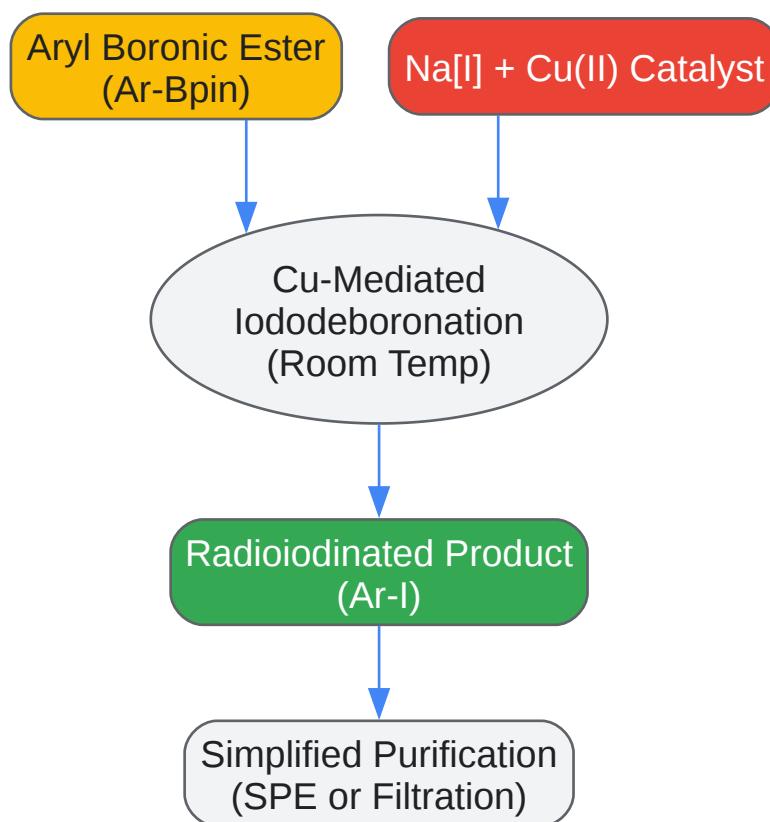 Aryl Boronic Ester
(Ar-Bpin)
Na[I] + Cu(II) Catalyst
Cu-Mediated
Iododeboronation
(Room Temp)
Radioiodinated Product
(Ar-I)
Simplified Purification
(SPE or Filtration)